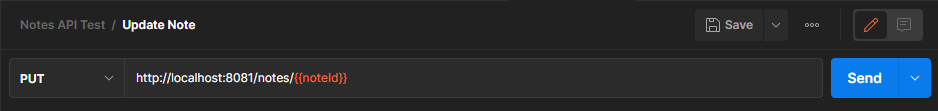 Notes API Test / Update Note Save
PUT http://localhost:8081/notes/{{noteId}} Send